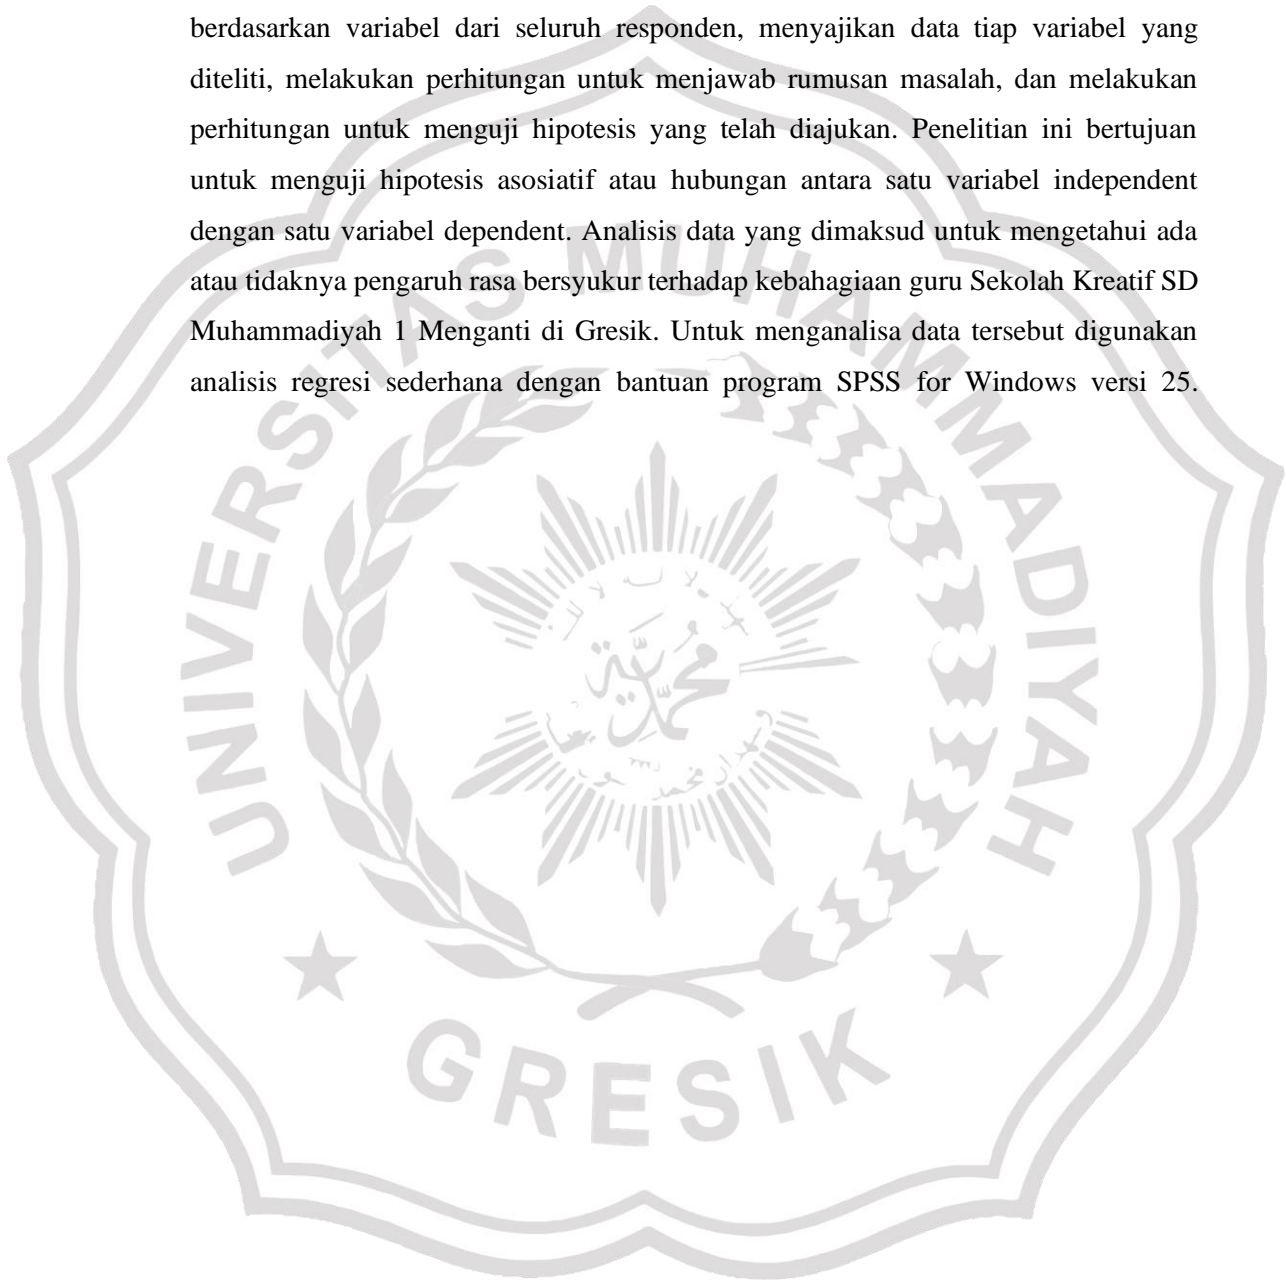 berdasarkan variabel dari seluruh responden, menyajikan data tiap variabel yang
diteliti, melakukan perhitungan untuk menjawab rumusan masalah, dan melakukan
perhitungan untuk menguji hipotesis yang telah diajukan. Penelitian ini bertujuan
untuk menguji hipotesis asosiatif atau hubungan antara satu variabel independent
dengan satu variabel dependent. Analisis data yang dimaksud untuk mengetahui ada
atau tidaknya pengaruh rasa bersyukur terhadap kebahagiaan guru Sekolah Kreatif SD
Muhammadiyah 1 Menganti di Gresik. Untuk menganalisa data tersebut digunakan
analisis regresi sederhana dengan bantuan program SPSS for Windows versi 25.
UNIVERSITAS MUHAMMADIYAH
GRESIK